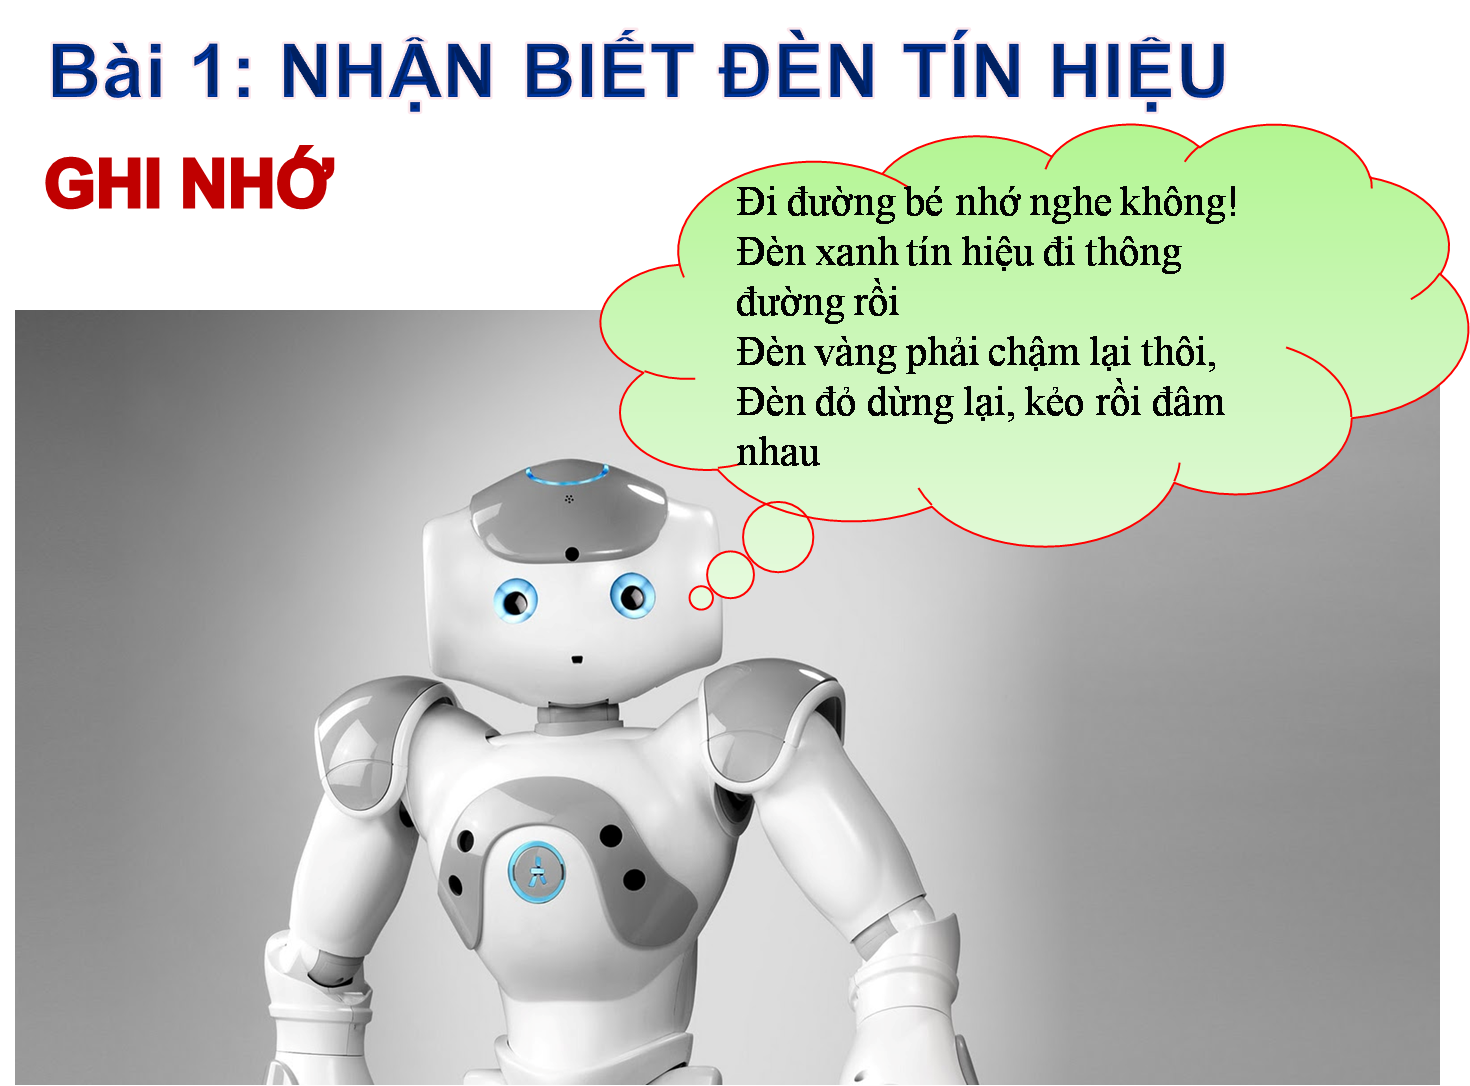 Bài 1: NHẬN BIẾT ĐÈN TÍN HIỆU
GHI NHỚ
Đi đường bé nhớ nghe không!
Đèn xanh tín hiệu đi thông
đường rồi
Đèn vàng phải chậm lại thôi,
Đèn đỏ dừng lại, kẻo rồi đâm
nhau